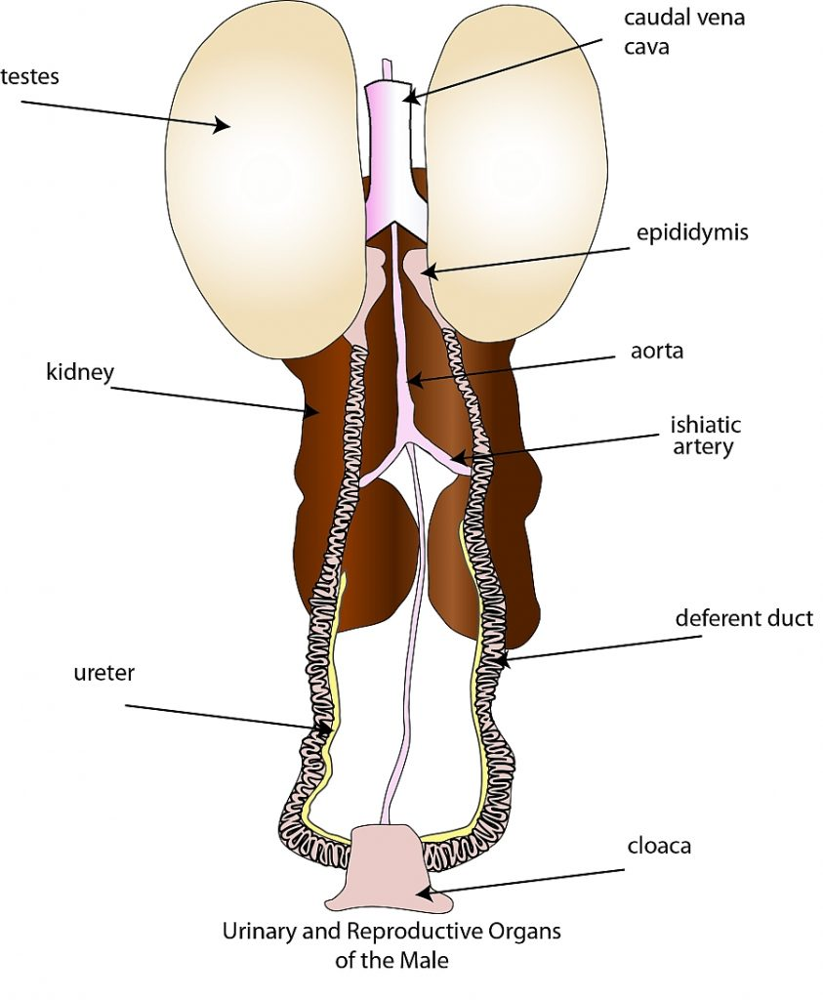 caudal vena
cava
testes
epididymis
aorta
kidney
ishiatic
artery
deferent duct
ureter
cloaca
Urinary and Reproductive Organs
of the Male